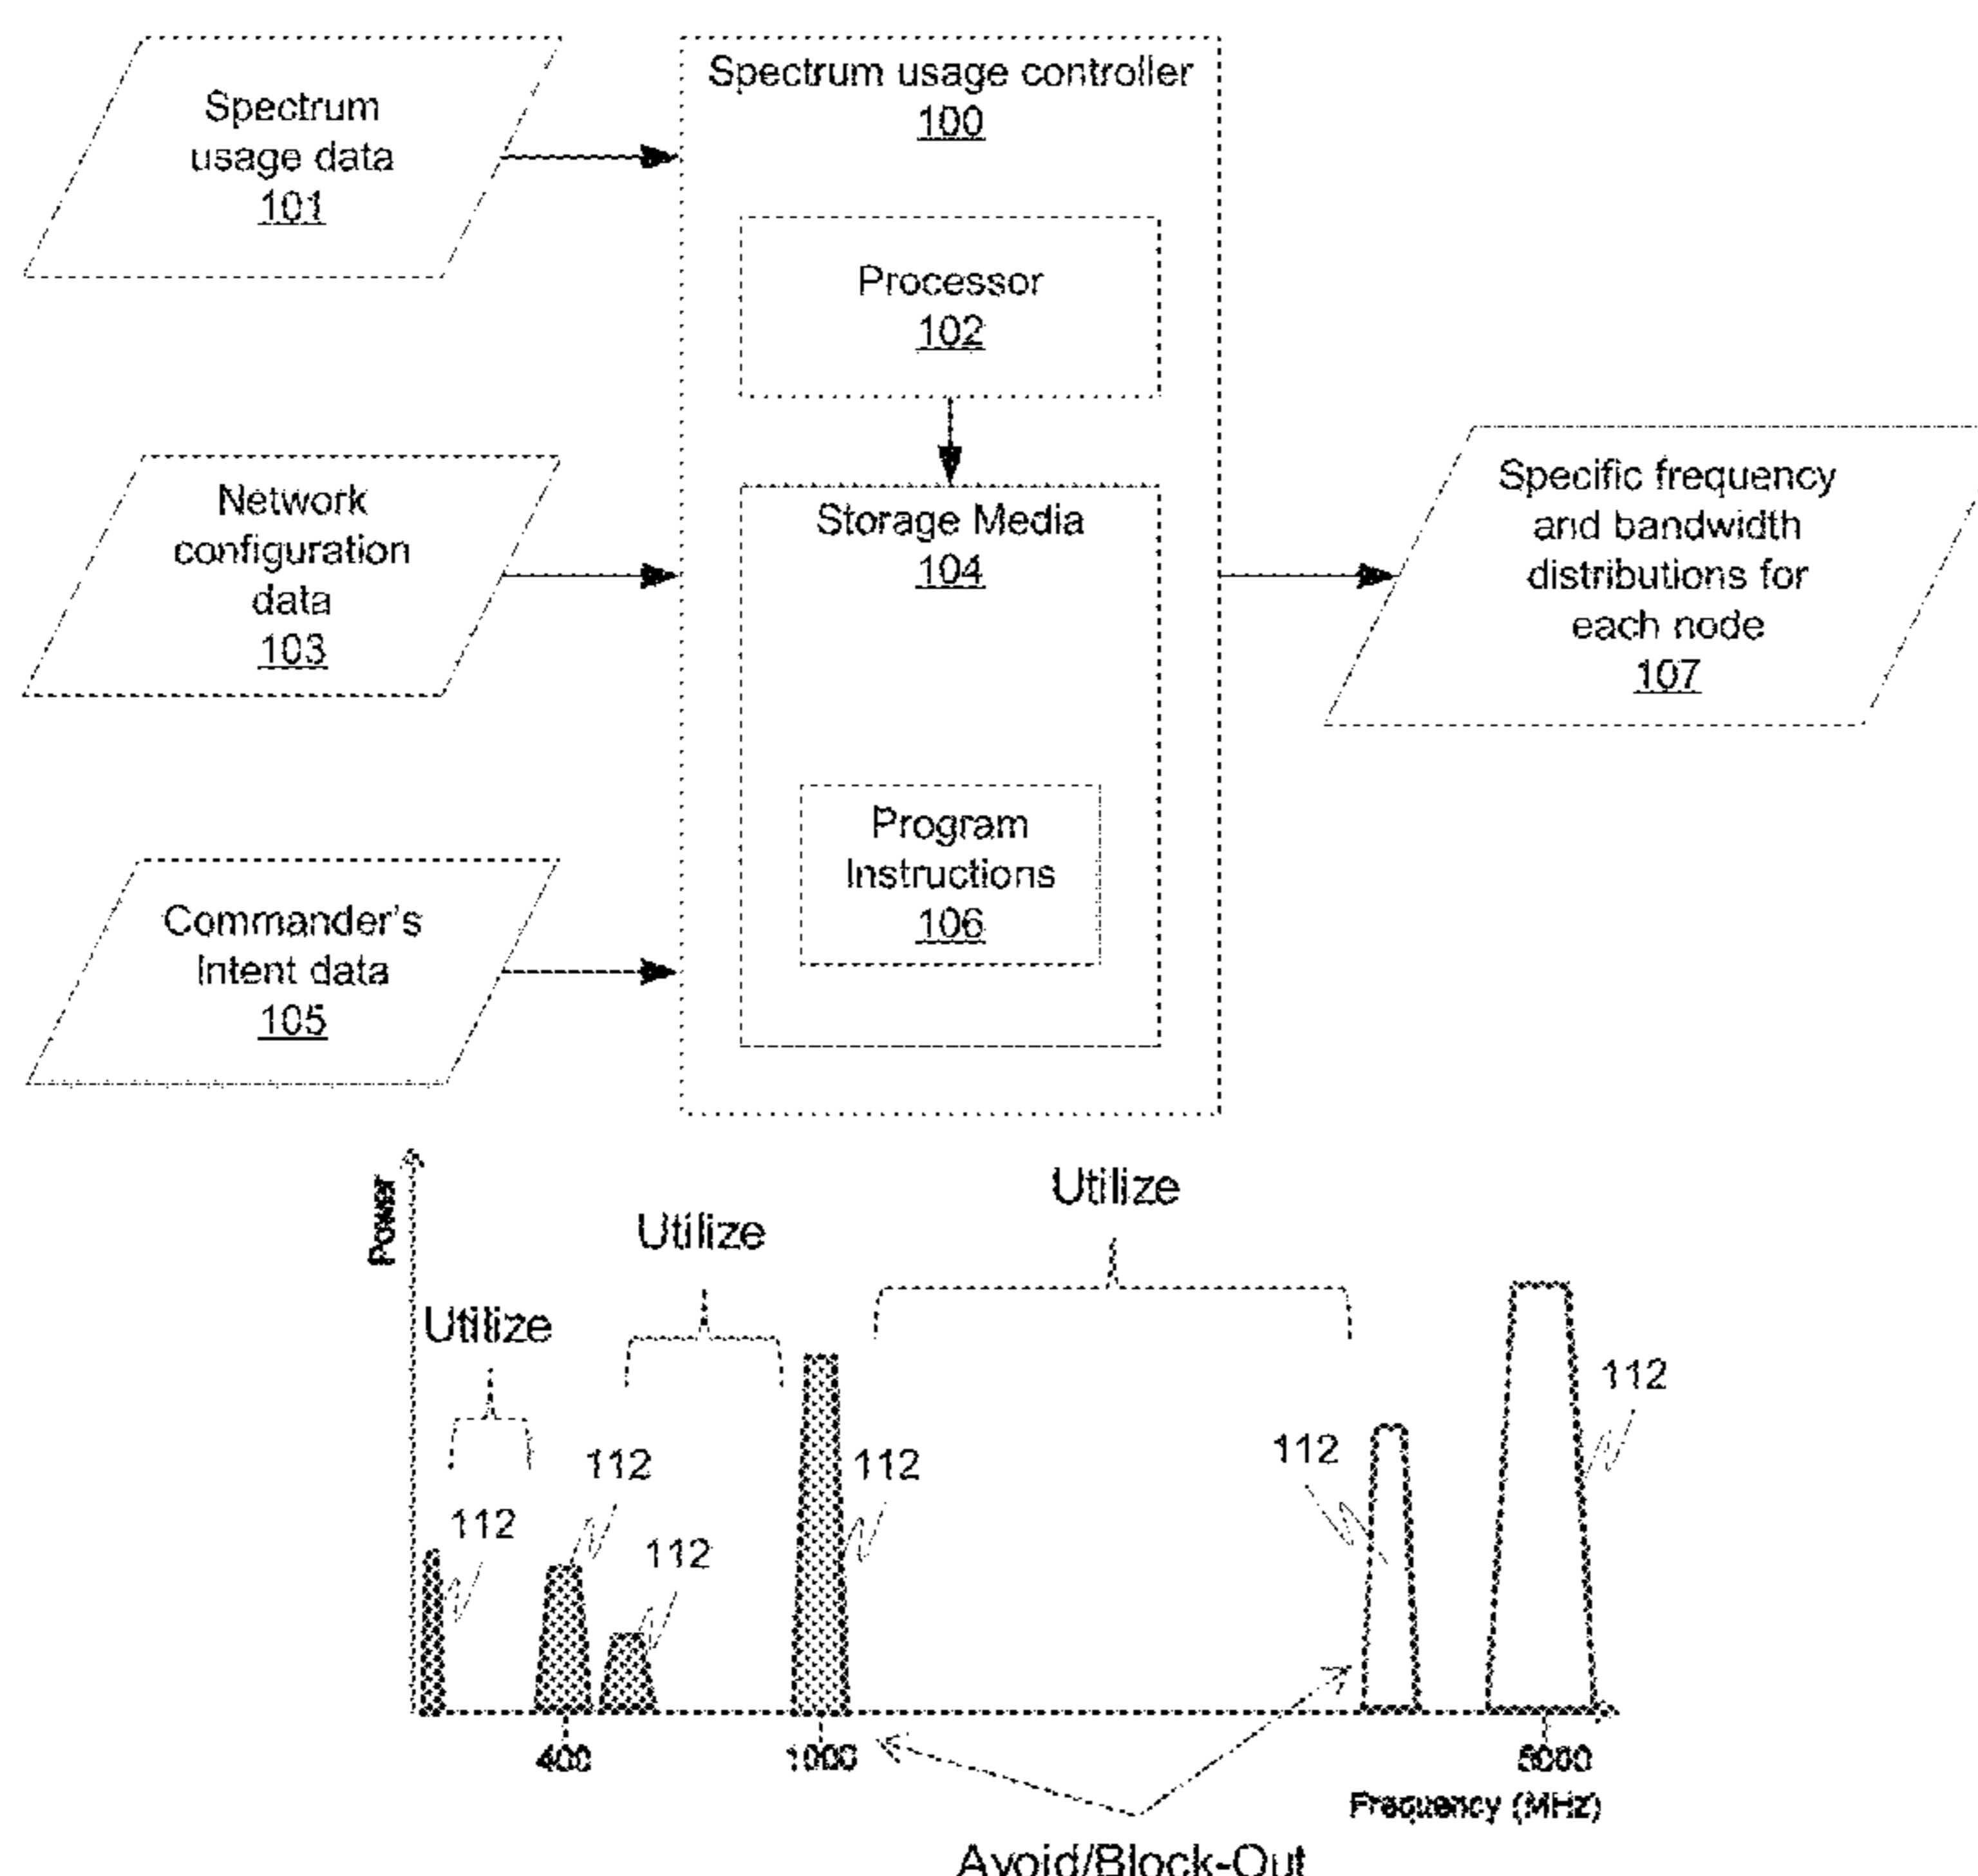 Spectrum
usage data
101
Spectrum usage controller
100
Processor
102
Network
configuration
data
103
Storage Media
104
Specific frequency
and bandwidth
distributions for
each node
107
Program
Instructions
106
Commander's
Intent data
105
Power
Utilize
Utilize
Utilize
112
112
112
112
112
112
400
1000
5000
Frequency (MHz)
Avoid/Block-Out